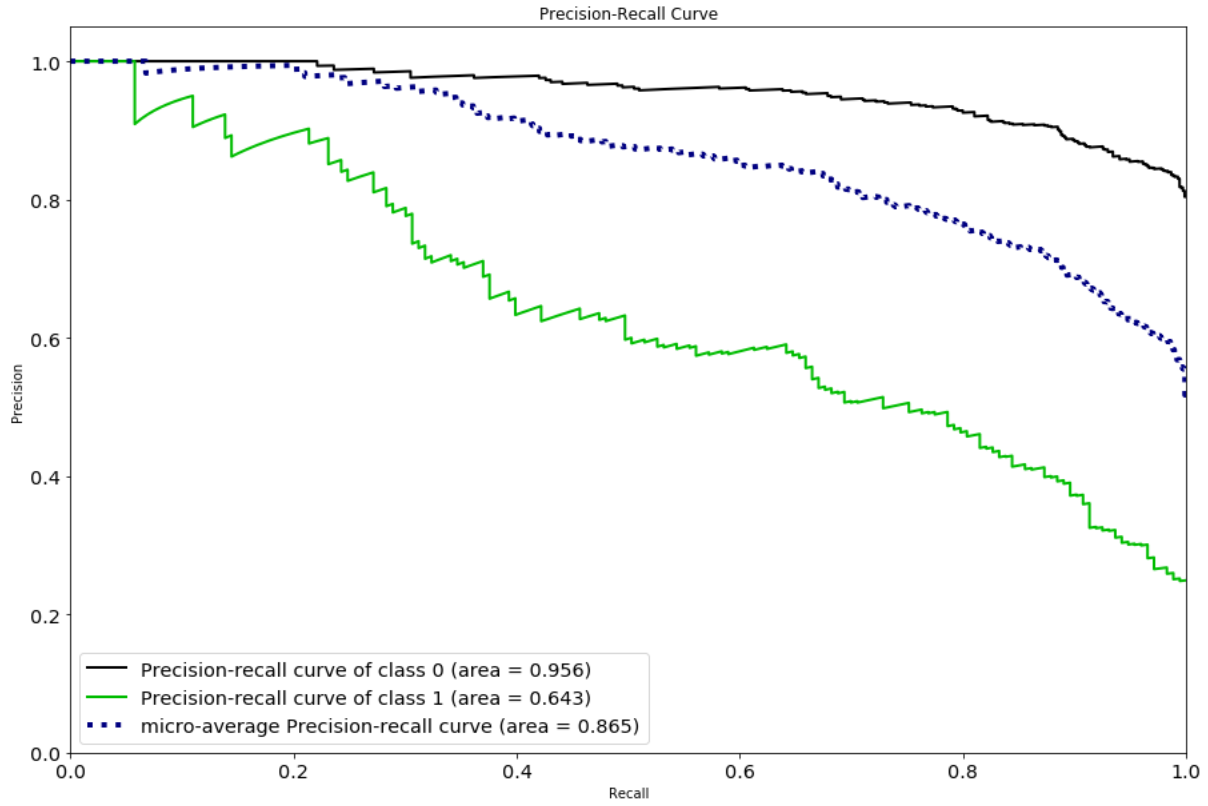 Precision-Recall Curve
1.0
0.8
0.6
0.4
0.2
0.0
Precision
Precision-recall curve of class 0 (area = 0.956)
Precision-recall curve of class 1 (area = 0.643)
micro-average Precision-recall curve (area = 0.865)
0.0 0.2 0.4 0.6 0.8 1.0
Recall